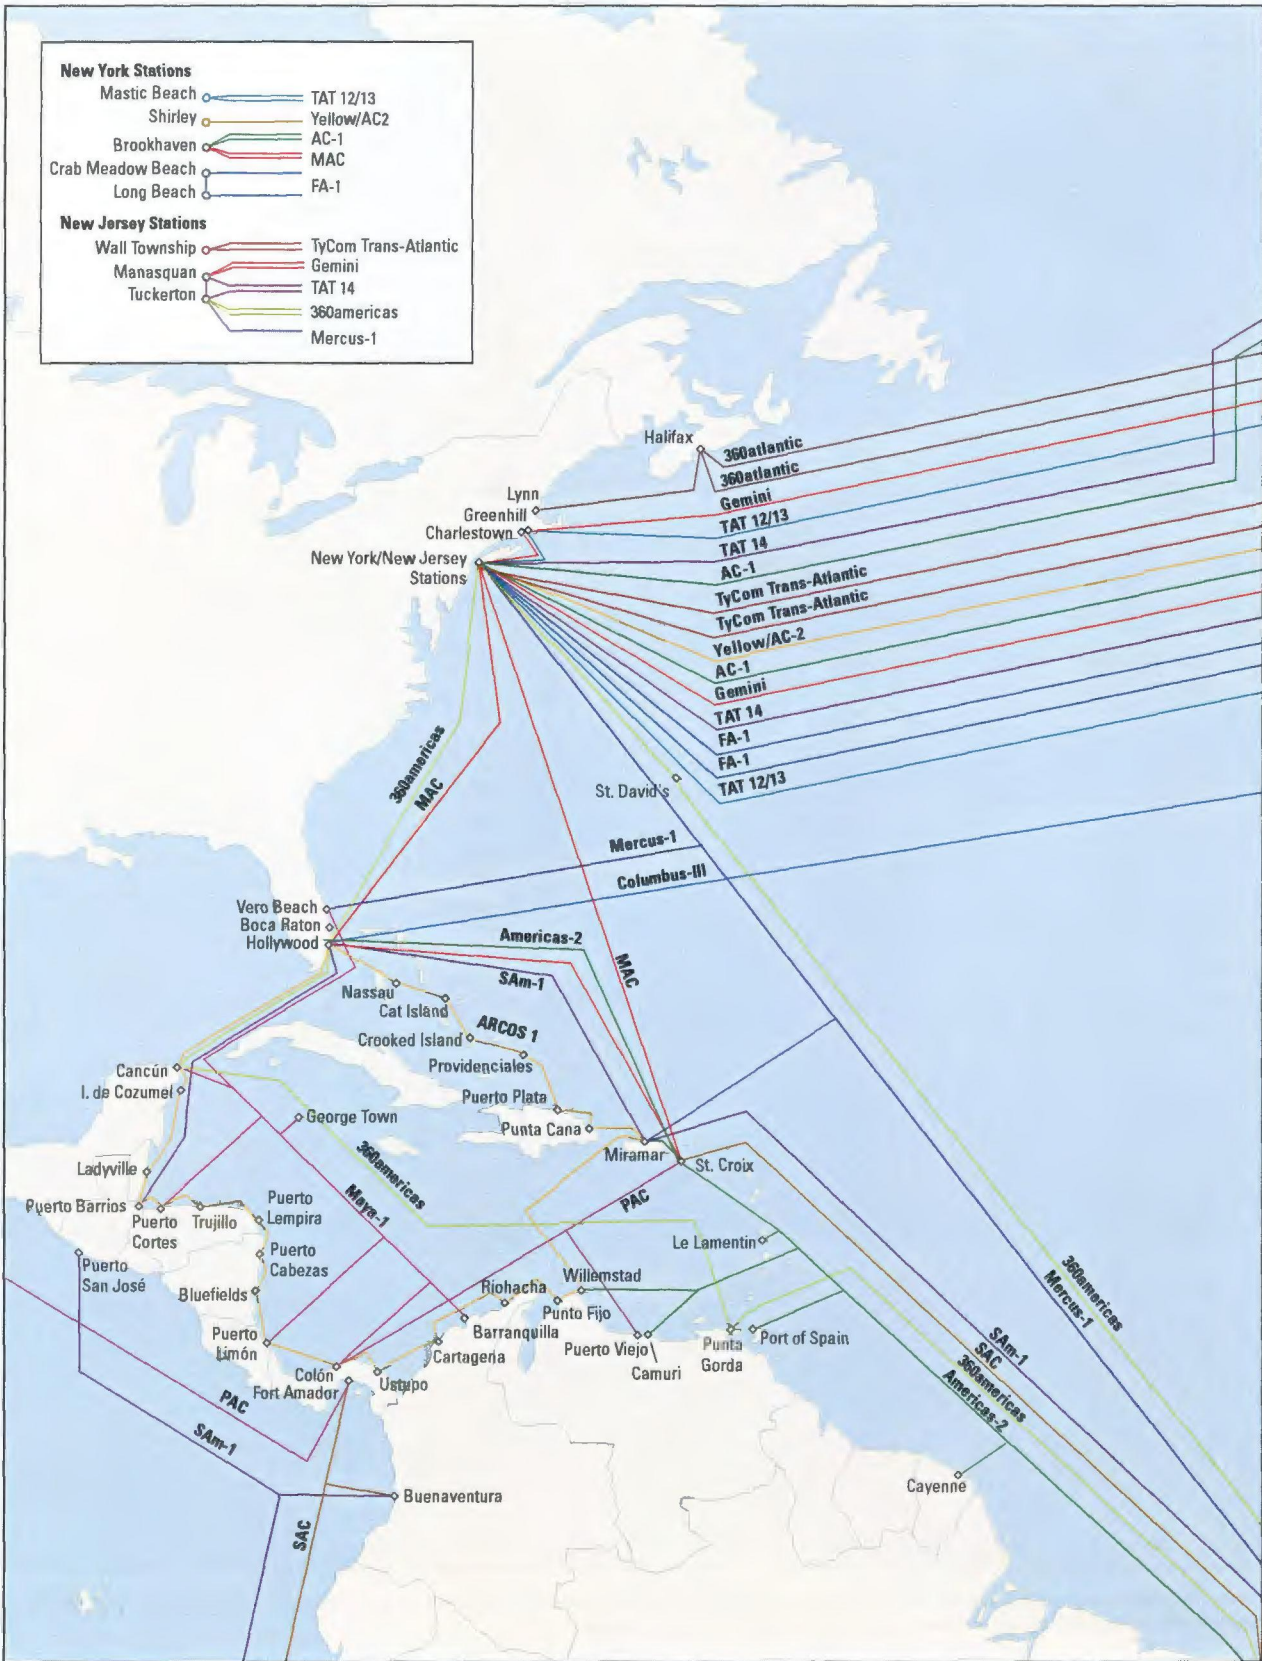 New York Stations
Mastic Beach
TAT 12/13
Shirley
Yellow/AC2
AC-1
Brookhaven
MAC
Crab Meadow Beach
Long Beach
FA-1
New Jersey Stations
Wall Township
TyCom Trans-Atlantic
Manasquan
Gemini
Tuckerton
TAT 14
360americas
Mercus-1
Halifax
360atlantic
360atlantic
Lynn
Gemini
Greenhill
TAT 12/13
Charlestown
TAT 14
New York/New Jersey
Stations
AC-1
TyCom Trans-Atlantic
TyCom Trans-Atlantic
Yellow/AC-2
AC-1
Gemini
TAT 14
FA-1
FA-1
TAT 12/13
360americas
MAC
St. David's
Mercus-1
Columbus-III
Vero Beach
Boca Raton
Hollywood
Americas-2
SAm-1
MAC
Nassau
Cat Island
ARCOS 1
Crooked Island
Providenciales
Cancún
I. de Cozumel
Puerto Plata
George Town
Punta Cana
Miramar
St. Croix
360americas
Ladyville
Maya-1
PAC
Puerto Barrios
Puerto
Cortes
Trujillo
Puerto
Lempira
Le Lamentin
Puerto
San José
Puerto
Cabezas
Bluefields
Riohacha
Willemstad
Punto Fijo
360americas
Mercus-1
Puerto
Limón
Barranquilla
Cartagena
Puerto Viejo
Camuri
Punta
Gorda
Port of Spain
Colón
Fort Amador
Ustupo
SAm-1
SAC
360americas
Americas-2
PAC
SAm-1
Cayenne
Buenaventura
SAC